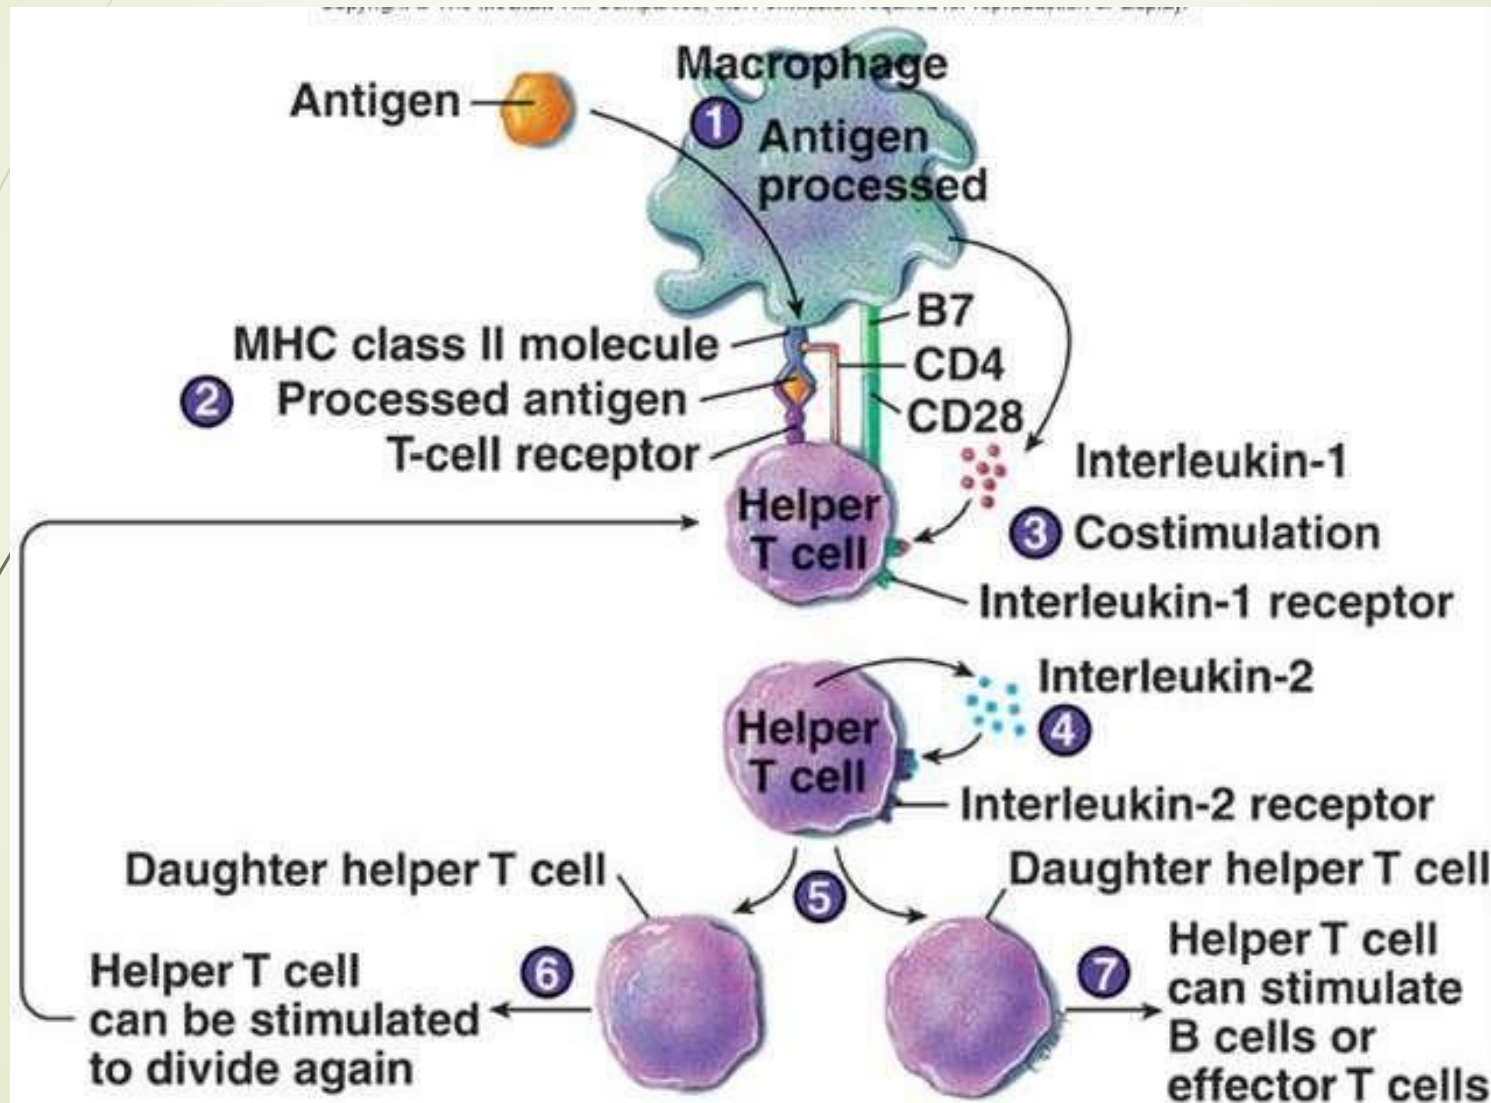 Antigen
Macrophage
1
Antigen
processed
B7
MHC class II molecule
CD4
2
Processed antigen
CD28
T-cell receptor
Interleukin-1
Helper
T cell
3 Costimulation
Interleukin-1 receptor
Interleukin-2
4
Helper
T cell
Interleukin-2 receptor
Daughter helper T cell
5
Daughter helper T cell
6
Helper T cell
can be stimulated
to divide again
7
Helper T cell
can stimulate
B cells or
effector T cells